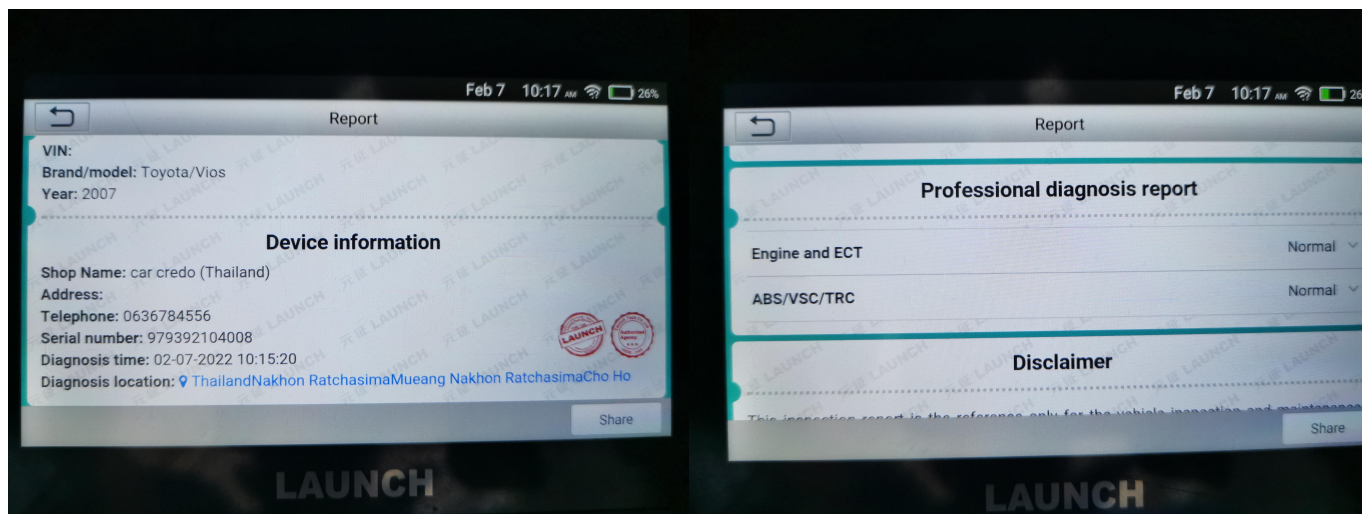 Feb 7 10:17 AM 26%
Report
VIN:
Brand/model: Toyota/Vios
Year: 2007
Device information
Shop Name: car credo (Thailand)
Address:
Telephone: 0636784556
Serial number: 979392104008
Diagnosis time: 02-07-2022 10:15:20
Diagnosis location: ThailandNakhon RatchasimaMueang Nakhon RatchasimaCho Ho
LAUNCH
Share
LAUNCH
Feb 7 10:17 AM 26
Report
Professional diagnosis report
Engine and ECT Normal
ABS/VSC/TRC Normal
Disclaimer
Share
LAUNCH